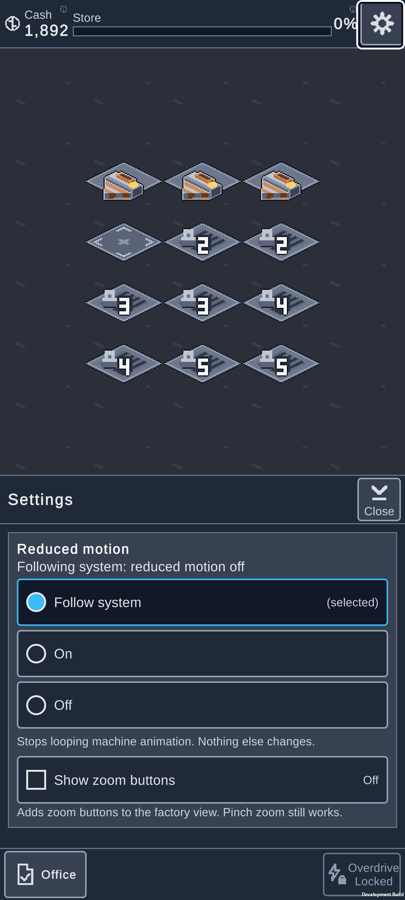 Cash
1,892
Store
0%
2
2
3
3
4
4
5
5
Settings
Close
Reduced motion
Following system: reduced motion off
Follow system
(selected)
On
Off
Stops looping machine animation. Nothing else changes.
Show zoom buttons
Off
Adds zoom buttons to the factory view. Pinch zoom still works.
Office
Overdrive
Locked
Development Build